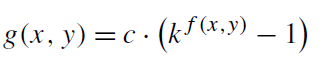 g(x, y) = c · (k^{f(x,y)} − 1)